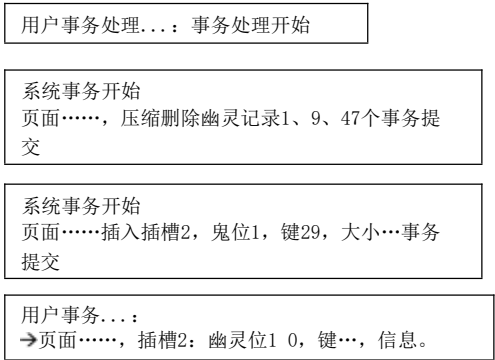 用户事务处理...: 事务处理开始
系统事务开始
页面……, 压缩删除幽灵记录1、9、47个事务提
交
系统事务开始
页面……插入插槽2, 鬼位1, 键29, 大小…事务
提交
用户事务...:
→页面……, 插槽2: 幽灵位1 0, 键…, 信息。